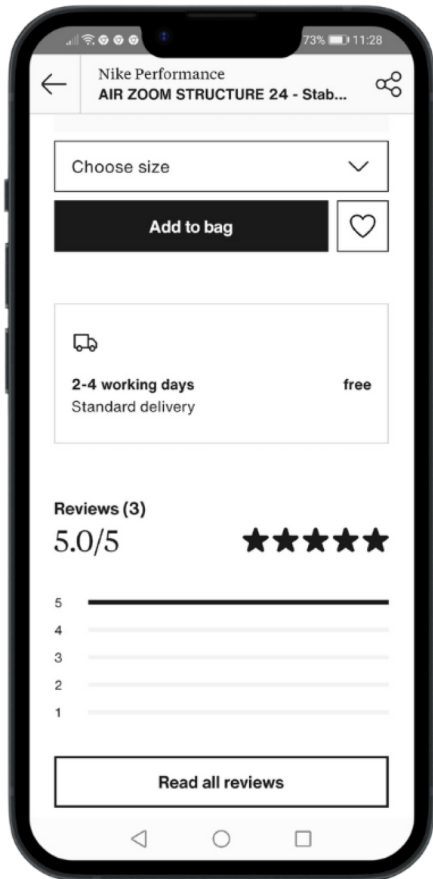 73% 11:28
Nike Performance
AIR ZOOM STRUCTURE 24 - Stab...
Choose size
Add to bag
2-4 working days free
Standard delivery
Reviews (3)
5.0/5
5
4
3
2
1
Read all reviews